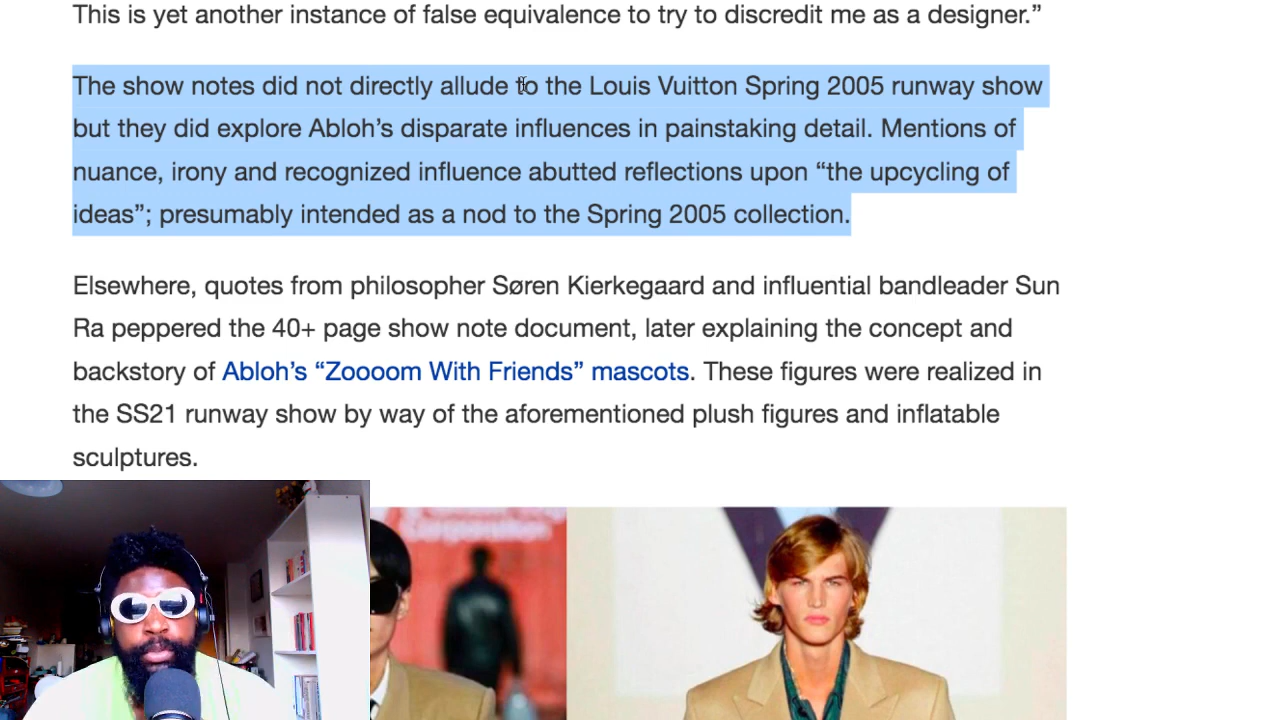 This is yet another instance of false equivalence to try to discredit me as a designer.”
The show notes did not directly allude to the Louis Vuitton Spring 2005 runway show
but they did explore Abloh’s disparate influences in painstaking detail. Mentions of
nuance, irony and recognized influence abutted reflections upon “the upcycling of
ideas”; presumably intended as a nod to the Spring 2005 collection.
Elsewhere, quotes from philosopher Søren Kierkegaard and influential bandleader Sun
Ra peppered the 40+ page show note document, later explaining the concept and
backstory of Abloh’s “Zoooom With Friends” mascots. These figures were realized in
the SS21 runway show by way of the aforementioned plush figures and inflatable
sculptures.
Corporation